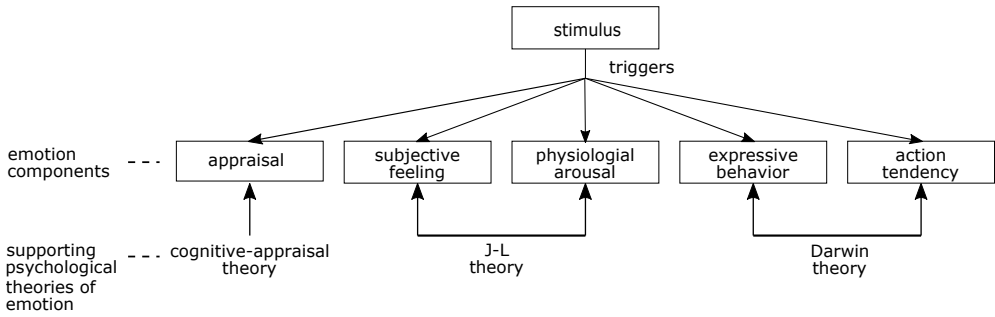 stimulus
triggers
emotion
components
appraisal
subjective
feeling
physiologial
arousal
expressive
behavior
action
tendency
supporting
psychological
theories of
emotion
cognitive-appraisal
theory
J-L
theory
Darwin
theory